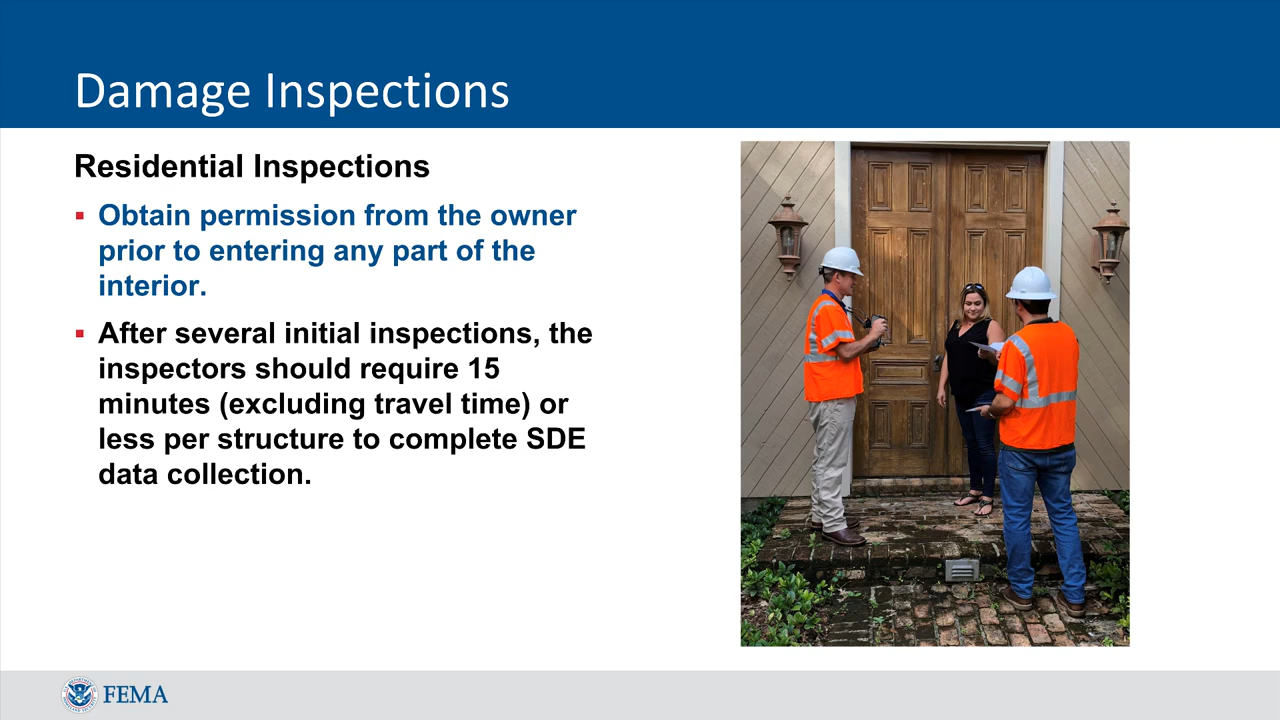 Damage Inspections
Residential Inspections
▪ Obtain permission from the owner
prior to entering any part of the
interior.
▪ After several initial inspections, the
inspectors should require 15
minutes (excluding travel time) or
less per structure to complete SDE
data collection.
FEMA